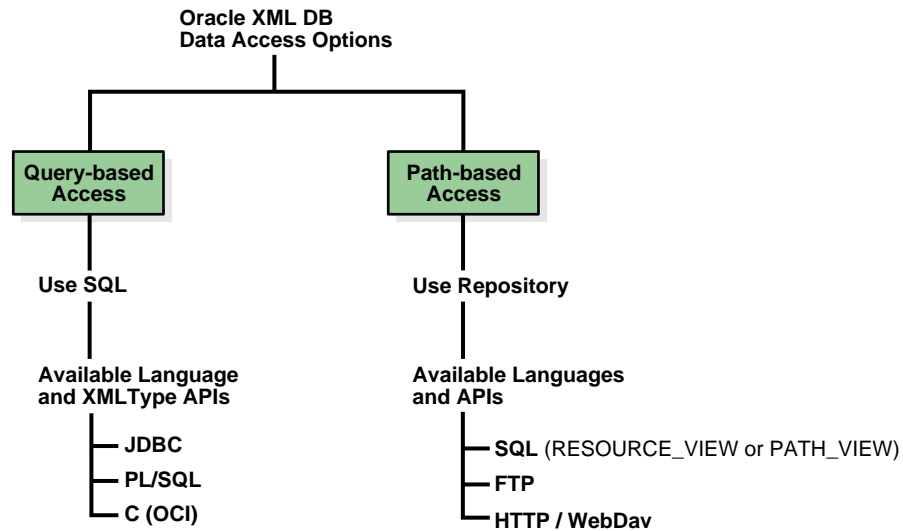 Oracle XML DB
Data Access Options
Query-based
Access
Path-based
Access
Use SQL
Use Repository
Available Language
and XMLType APIs
Available Languages
and APIs
JDBC
PL/SQL
C (OCI)
SQL (RESOURCE_VIEW or PATH_VIEW)
FTP
HTTP / WebDav